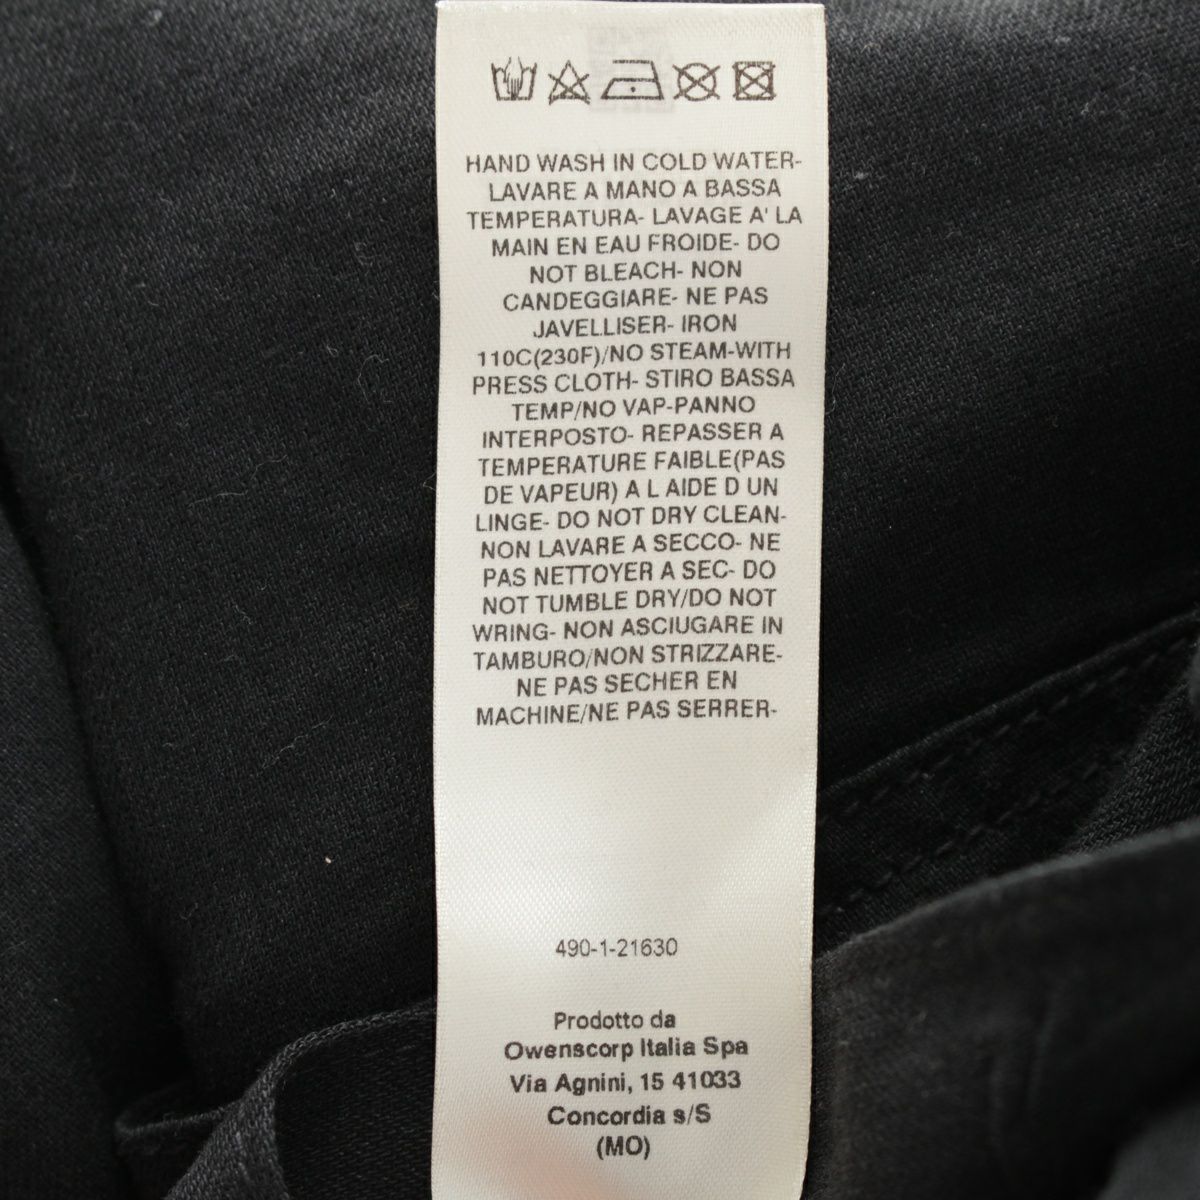 HAND WASH IN COLD WATER-
LAVARE A MANO A BASSA
TEMPERATURA- LAVAGE A' LA
MAIN EN EAU FROIDE- DO
NOT BLEACH- NON
CANDEGGIARE- NE PAS
JAVELLISER- IRON
110C(230F)/NO STEAM-WITH
PRESS CLOTH- STIRO BASSA
TEMP/NO VAP-PANNO
INTERPOSTO- REPASSER A
TEMPERATURE FAIBLE(PAS
DE VAPEUR) A L AIDE D UN
LINGE- DO NOT DRY CLEAN-
NON LAVARE A SECCO- NE
PAS NETTOYER A SEC- DO
NOT TUMBLE DRY/DO NOT
WRING- NON ASCIUGARE IN
TAMBURO/NON STRIZZARE-
NE PAS SECHER EN
MACHINE/NE PAS SERRER-
490-1-21630
Prodotto da
Owenscorp Italia Spa
Via Agnini, 15 41033
Concordia s/S
(MO)